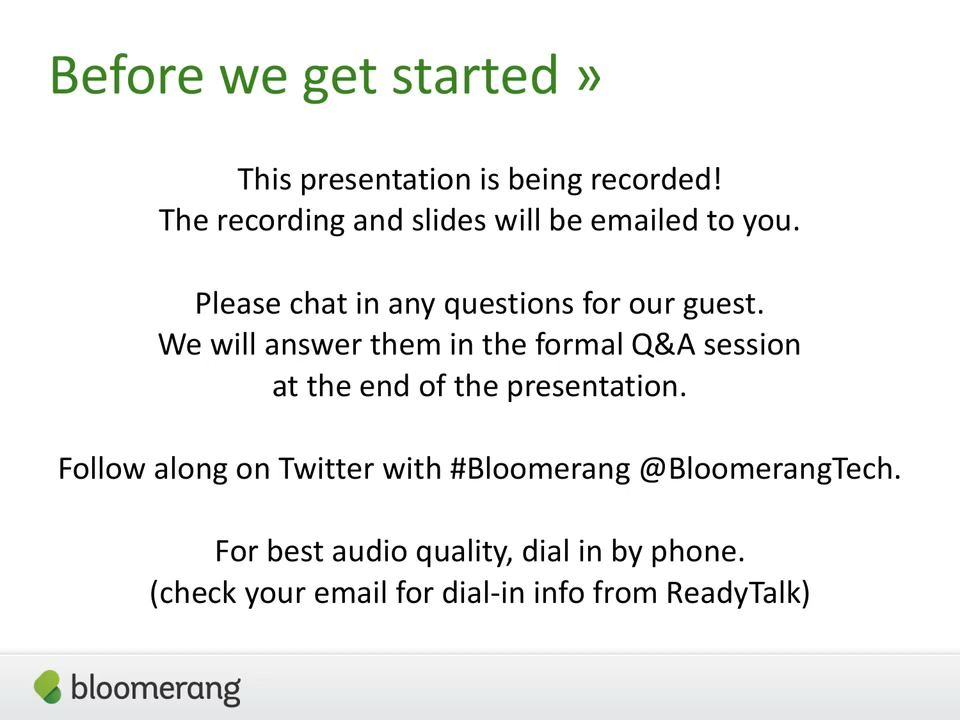 Before we get started »
This presentation is being recorded!
The recording and slides will be emailed to you.
Please chat in any questions for our guest.
We will answer them in the formal Q&A session
at the end of the presentation.
Follow along on Twitter with #Bloomerang @BloomerangTech.
For best audio quality, dial in by phone.
(check your email for dial-in info from ReadyTalk)
bloomerang